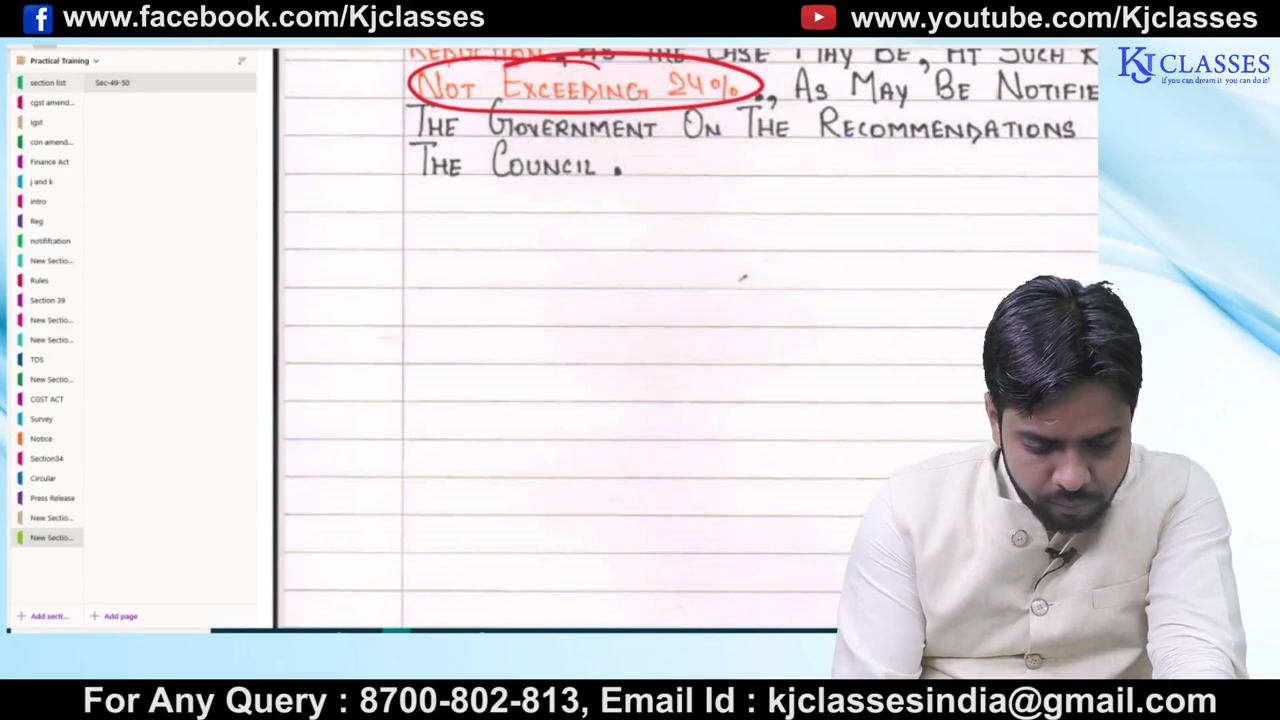 www.facebook.com/Kjclasses
www.youtube.com/Kjclasses
KJ CLASSES
if you can dream it you can do it!
Practical Training
section list
Sec-49-50
cgst amend...
Igst
con amend...
Finance Act
j and k
intro
Reg
notififcation
New Sectio...
Rules
Section 39
New Sectio...
New Sectio...
TDS
New Sectio...
CGST ACT
Survey
Notice
Section34
Circular
Press Release
New Sectio...
New Sectio...
+ Add secti...
+ Add page
REDUCTION, AS THE CASE MAY BE, AT SUCH R
NOT EXCEEDING 24%., AS MAY BE NOTIFIE
THE GOVERNMENT ON THE RECOMMENDATIONS
THE COUNCIL.
For Any Query : 8700-802-813, Email Id : kjclassesindia@gmail.com